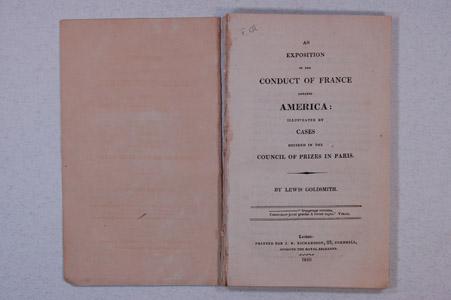 AN
EXPOSITION
OF THE
CONDUCT OF FRANCE
TOWARDS
AMERICA:
ILLUSTRATED BY
CASES
DECIDED IN THE
COUNCIL OF PRIZES IN PARIS.
BY LEWIS GOLDSMITH.
London:
PRINTED FOR J. M. RICHARDSON, 23, CORNHILL,
OPPOSITE THE ROYAL EXCHANGE.
1810.